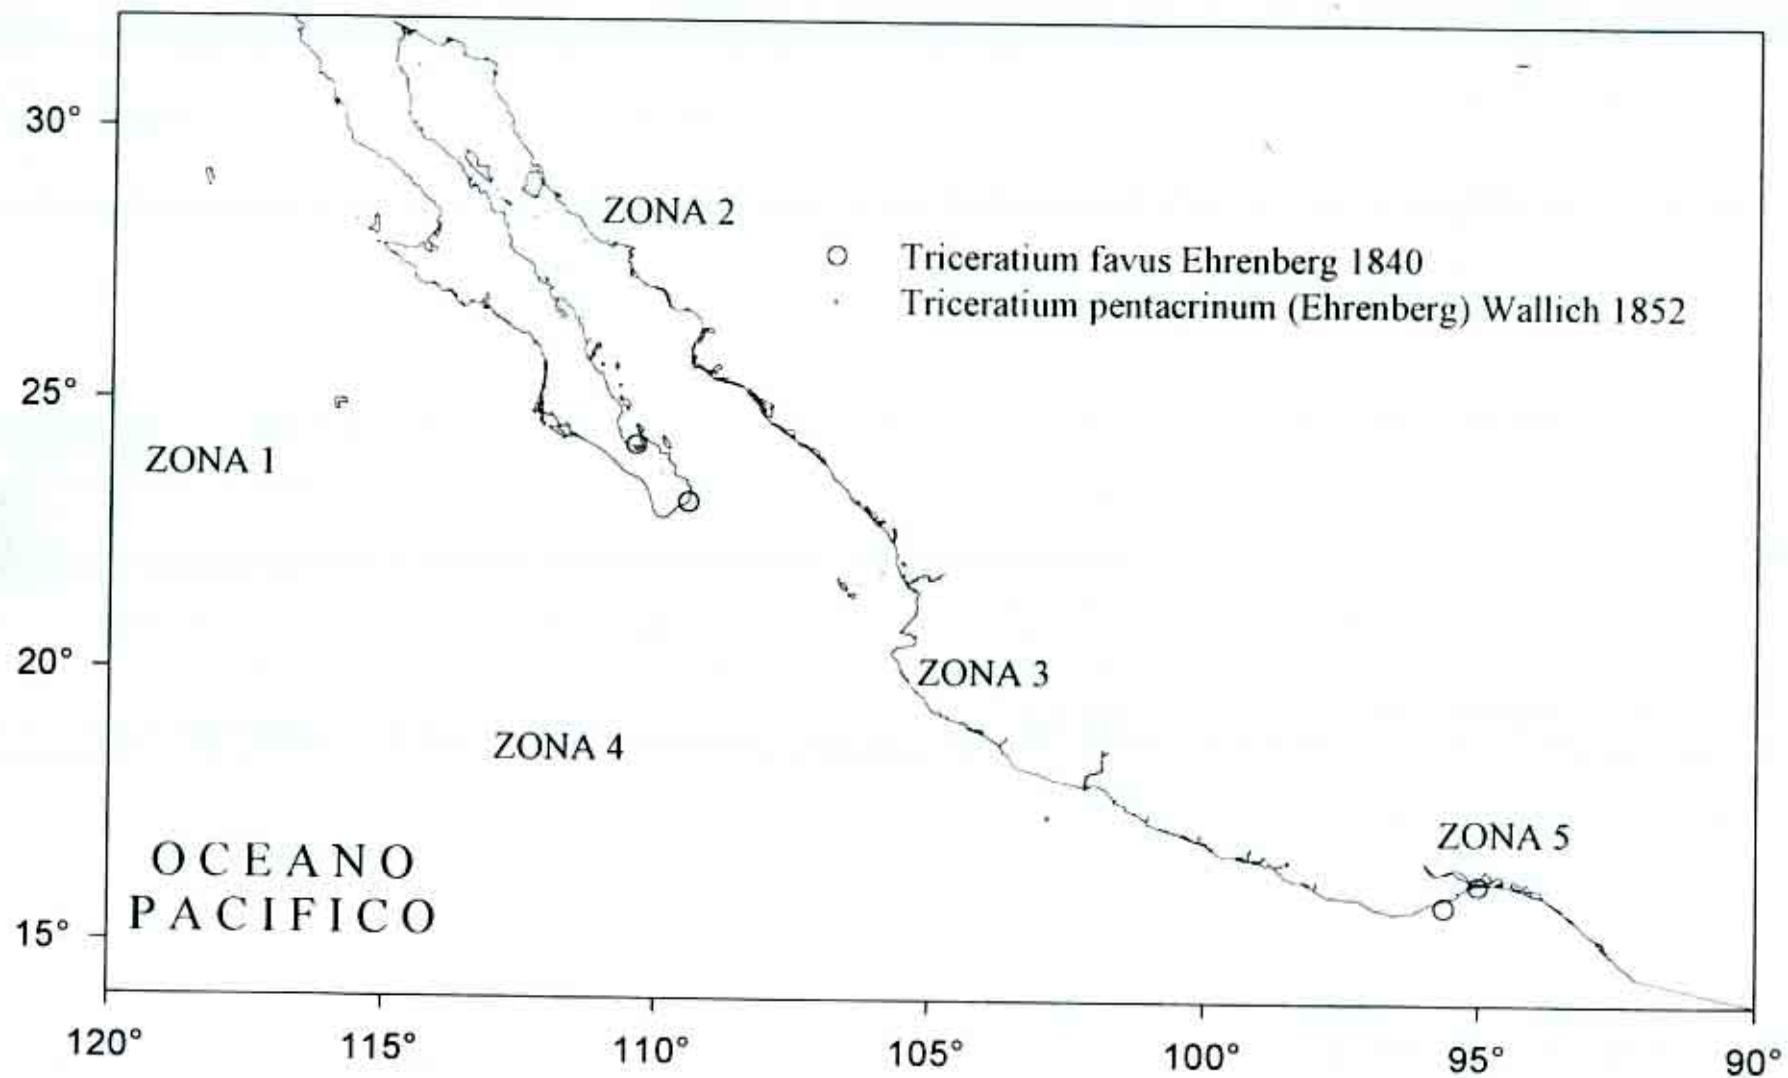 30°
25°
20°
15°
120°
115°
110°
105°
100°
95°
90°
ZONA 2
Triceratium favus Ehrenberg 1840
Triceratium pentacrinum (Ehrenberg) Wallich 1852
ZONA 1
ZONA 3
ZONA 4
ZONA 5
OCEANO
PACIFICO